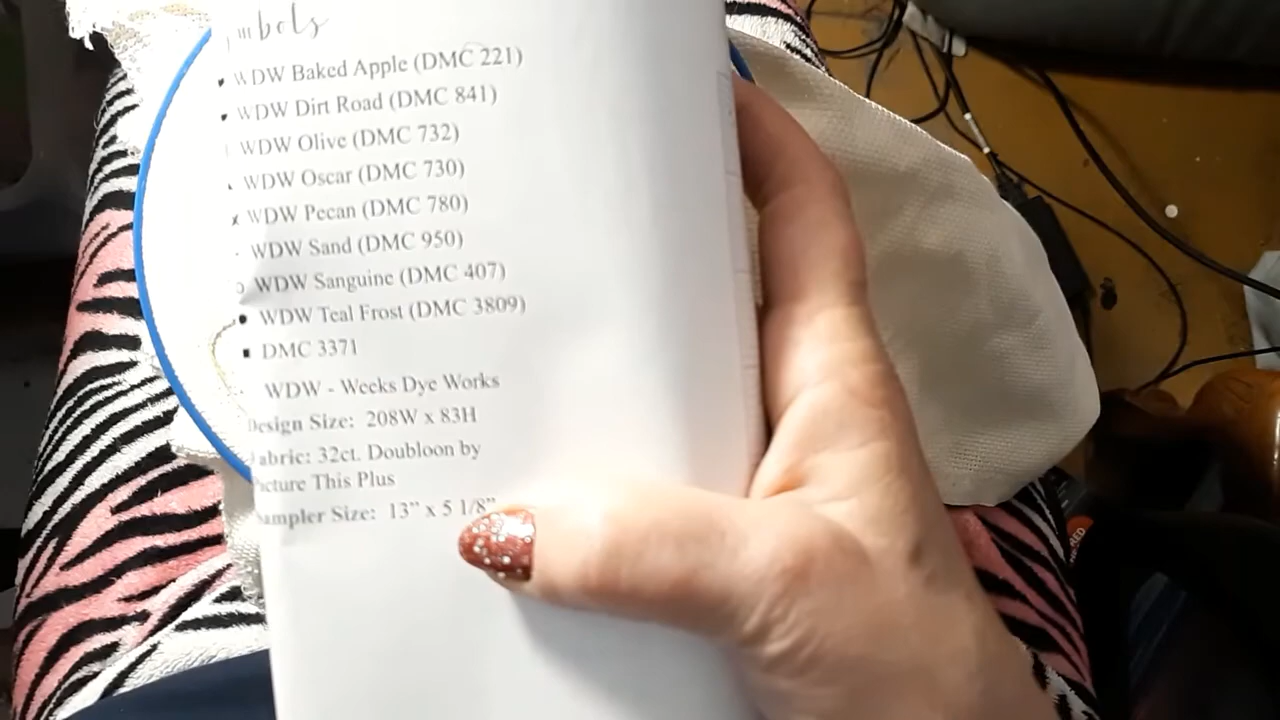 WDW Baked Apple (DMC 221)
WDW Dirt Road (DMC 841)
WDW Olive (DMC 732)
WDW Oscar (DMC 730)
x WDW Pecan (DMC 780)
WDW Sand (DMC 950)
WDW Sanguine (DMC 407)
● WDW Teal Frost (DMC 3809)
■ DMC 3371
WDW - Weeks Dye Works
Design Size: 208W x 83H
Fabric: 32ct. Doubloon by
Picture This Plus
Sampler Size: 13” x 5 1/8”
RED